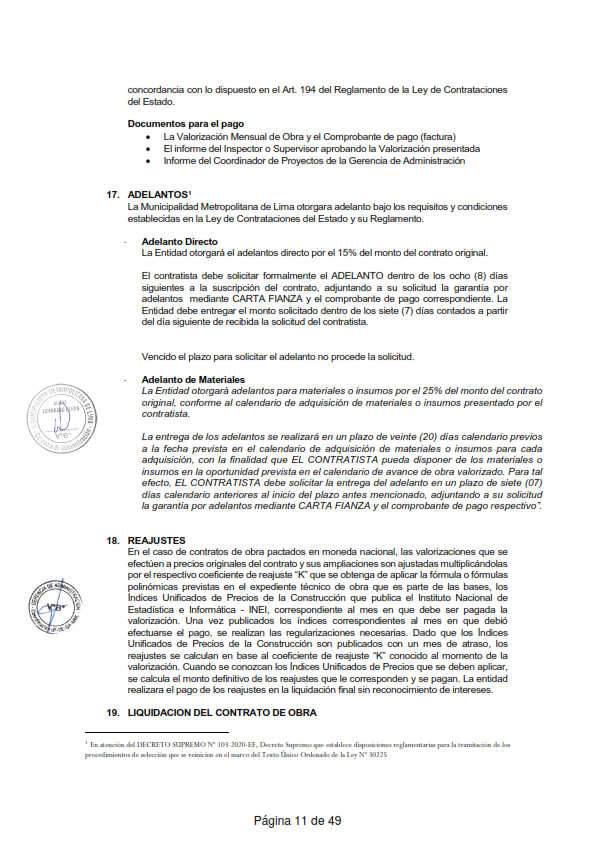 concordancia con lo dispuesto en el Art. 194 del Reglamento de la Ley de Contrataciones
del Estado.
Documentos para el pago
• La Valorización Mensual de Obra y el Comprobante de pago (factura)
• El informe del Inspector o Supervisor aprobando la Valorización presentada
• Informe del Coordinador de Proyectos de la Gerencia de Administración
17. ADELANTOS¹
La Municipalidad Metropolitana de Lima otorgara adelanto bajo los requisitos y condiciones
establecidas en la Ley de Contrataciones del Estado y su Reglamento.
- Adelanto Directo
La Entidad otorgará el adelantos directo por el 15% del monto del contrato original.
El contratista debe solicitar formalmente el ADELANTO dentro de los ocho (8) días
siguientes a la suscripción del contrato, adjuntando a su solicitud la garantía por
adelantos mediante CARTA FIANZA y el comprobante de pago correspondiente. La
Entidad debe entregar el monto solicitado dentro de los siete (7) días contados a partir
del día siguiente de recibida la solicitud del contratista.
Vencido el plazo para solicitar el adelanto no procede la solicitud.
- Adelanto de Materiales
La Entidad otorgará adelantos para materiales o insumos por el 25% del monto del contrato
original, conforme al calendario de adquisición de materiales o insumos presentado por el
contratista.
La entrega de los adelantos se realizará en un plazo de veinte (20) días calendario previos
a la fecha prevista en el calendario de adquisición de materiales o insumos para cada
adquisición, con la finalidad que EL CONTRATISTA pueda disponer de los materiales o
insumos en la oportunidad prevista en el calendario de avance de obra valorizado. Para tal
efecto, EL CONTRATISTA debe solicitar la entrega del adelanto en un plazo de siete (07)
días calendario anteriores al inicio del plazo antes mencionado, adjuntando a su solicitud
la garantía por adelantos mediante CARTA FIANZA y el comprobante de pago respectivo”.
18. REAJUSTES
En el caso de contratos de obra pactados en moneda nacional, las valorizaciones que se
efectúen a precios originales del contrato y sus ampliaciones son ajustadas multiplicándolas
por el respectivo coeficiente de reajuste “K” que se obtenga de aplicar la fórmula o fórmulas
polinómicas previstas en el expediente técnico de obra que es parte de las bases, los
Índices Unificados de Precios de la Construcción que publica el Instituto Nacional de
Estadística e Informática - INEI, correspondiente al mes en que debe ser pagada la
valorización. Una vez publicados los índices correspondientes al mes en que debió
efectuarse el pago, se realizan las regularizaciones necesarias. Dado que los Índices
Unificados de Precios de la Construcción son publicados con un mes de atraso, los
reajustes se calculan en base al coeficiente de reajuste “K” conocido al momento de la
valorización. Cuando se conozcan los Índices Unificados de Precios que se deben aplicar,
se calcula el monto definitivo de los reajustes que le corresponden y se pagan. La entidad
realizara el pago de los reajustes en la liquidación final sin reconocimiento de intereses.
19. LIQUIDACION DEL CONTRATO DE OBRA
¹ En atención del DECRETO SUPREMO Nº 103-2020-EF, Decreto Supremo que establece disposiciones reglamentarias para la tramitación de los
procedimientos de selección que se reinicien en el marco del Texto Único Ordenado de la Ley Nº 30225
Página 11 de 49